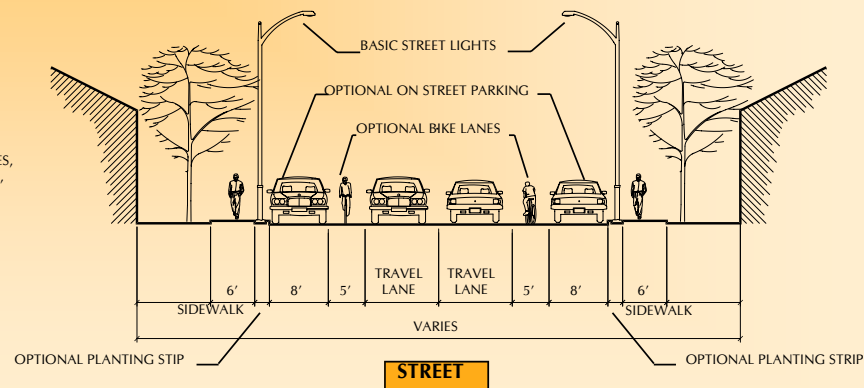 BASIC STREET LIGHTS
OPTIONAL ON STREET PARKING
OPTIONAL BIKE LANES
ES,
’
TRAVEL LANE
TRAVEL LANE
6’ 8’ 5’ 5’ 8’ 6’
SIDEWALK
SIDEWALK
VARIES
OPTIONAL PLANTING STIP
OPTIONAL PLANTING STRIP
STREET